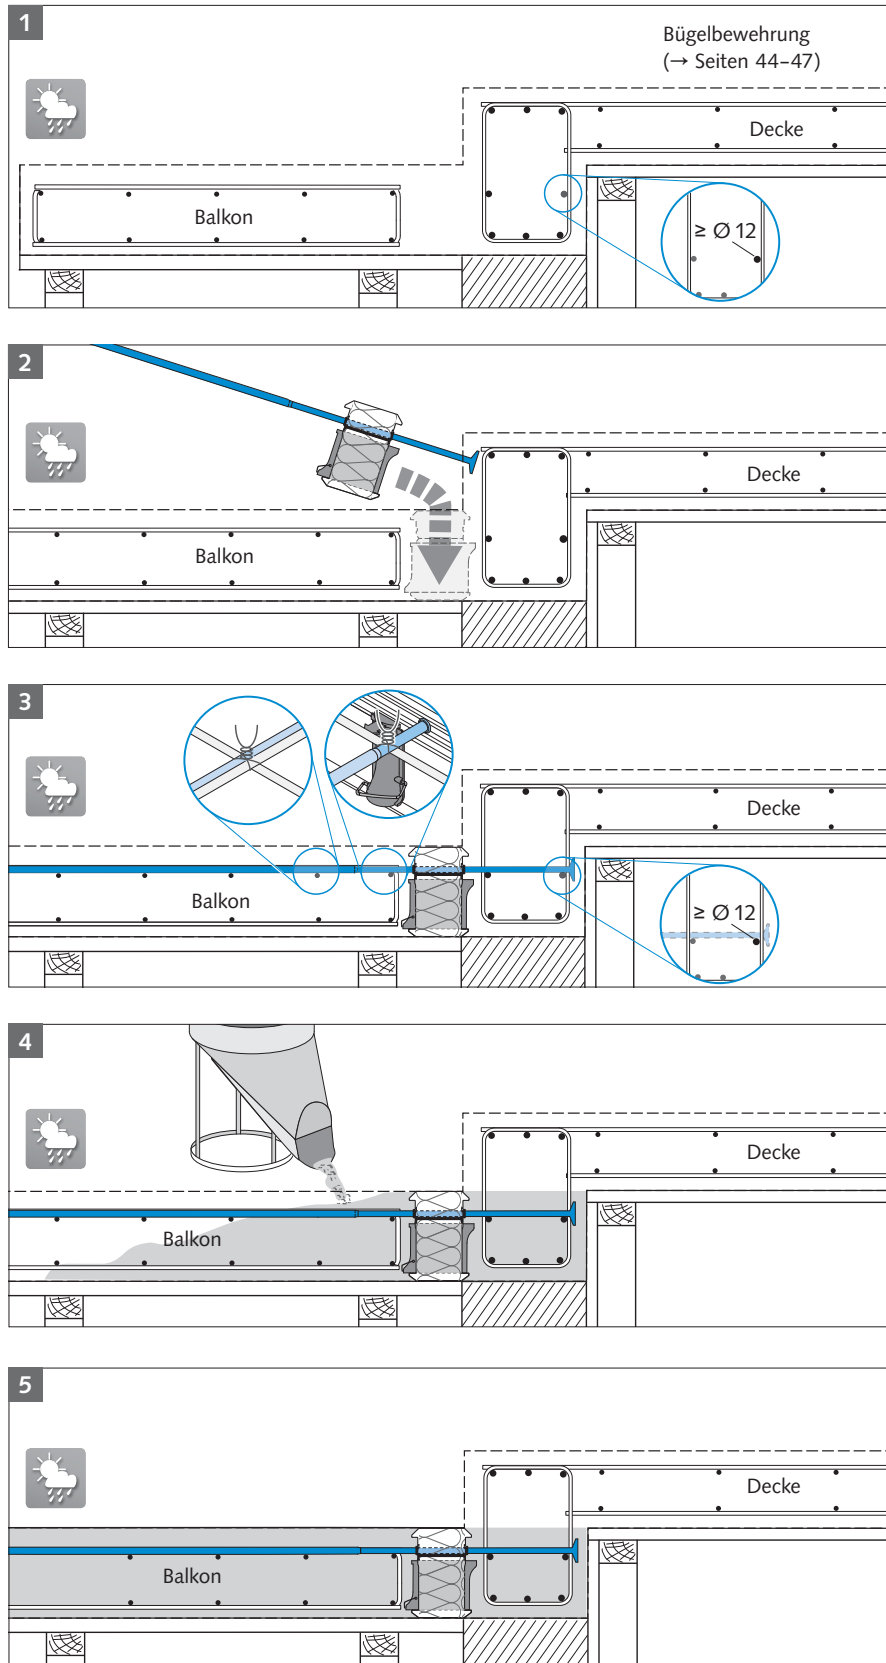 1
Bügelbewehrung
(→ Seiten 44–47)
Decke
Balkon
≥ Ø 12
2
Decke
Balkon
3
Decke
Balkon
≥ Ø 12
4
Decke
Balkon
5
Decke
Balkon